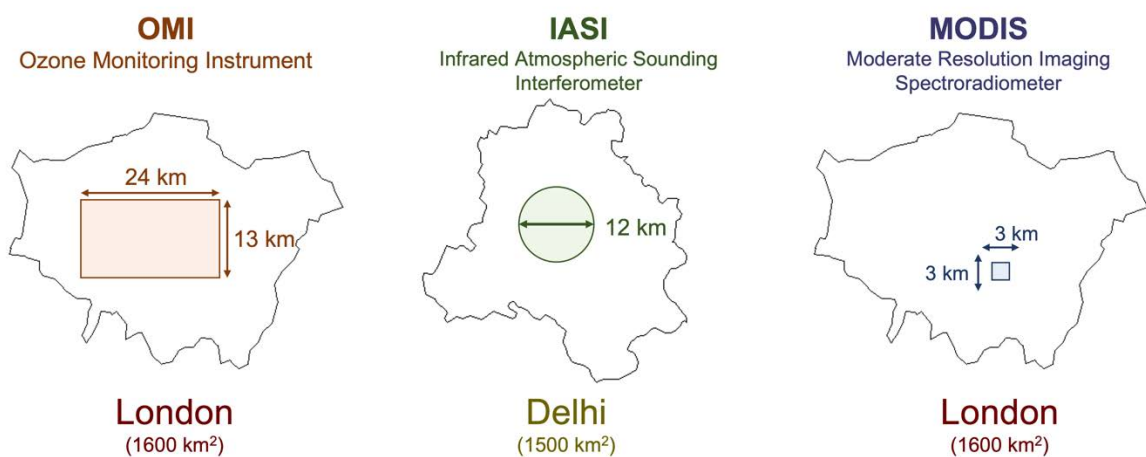 OMI
Ozone Monitoring Instrument
24 km
13 km
London
(1600 km²)
IASI
Infrared Atmospheric Sounding
Interferometer
12 km
Delhi
(1500 km²)
MODIS
Moderate Resolution Imaging
Spectroradiometer
3 km
3 km
London
(1600 km²)